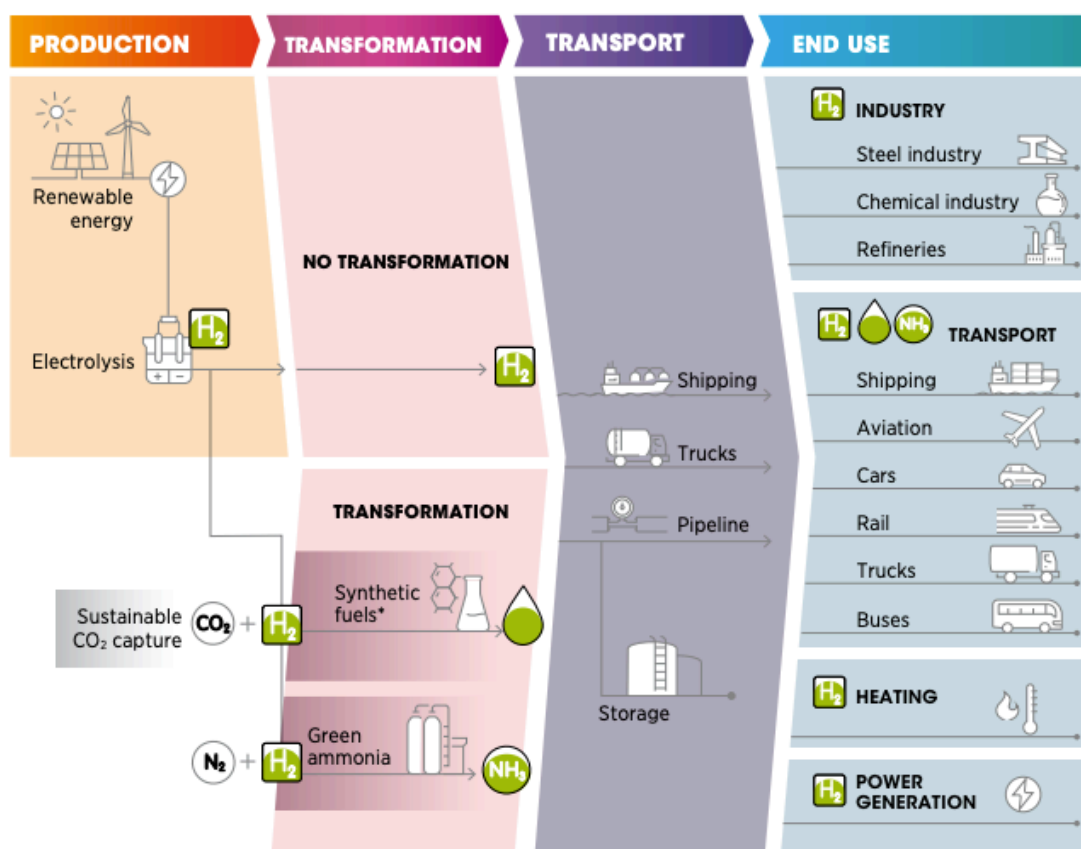 PRODUCTION
TRANSFORMATION
TRANSPORT
END USE
Renewable
energy
Electrolysis
H₂
+ −
NO TRANSFORMATION
H₂
TRANSFORMATION
Sustainable
CO₂ capture
CO₂ + H₂
Synthetic
fuels*
N₂ + H₂
Green
ammonia
NH₃
Shipping
Trucks
Pipeline
Storage
H₂ INDUSTRY
Steel industry
Chemical industry
Refineries
H₂ NH₃ TRANSPORT
Shipping
Aviation
Cars
Rail
Trucks
Buses
H₂ HEATING
H₂ POWER
GENERATION